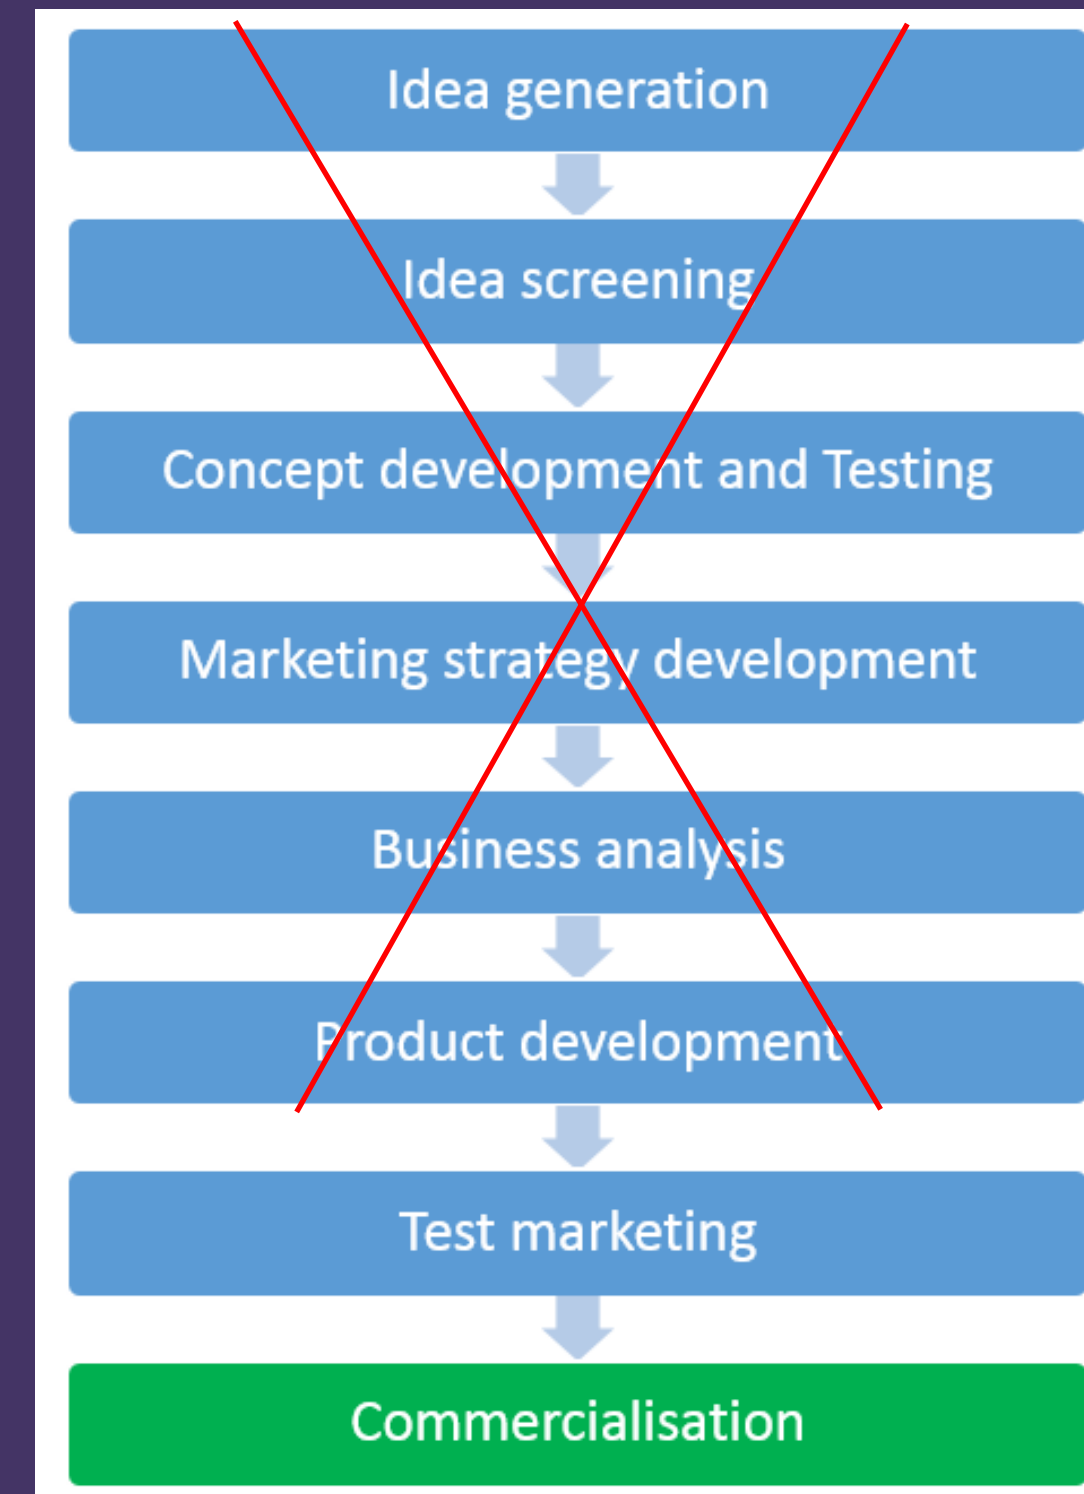 Idea generation
Idea screening
Concept development and Testing
Marketing strategy development
Business analysis
Product development
Test marketing
Commercialisation